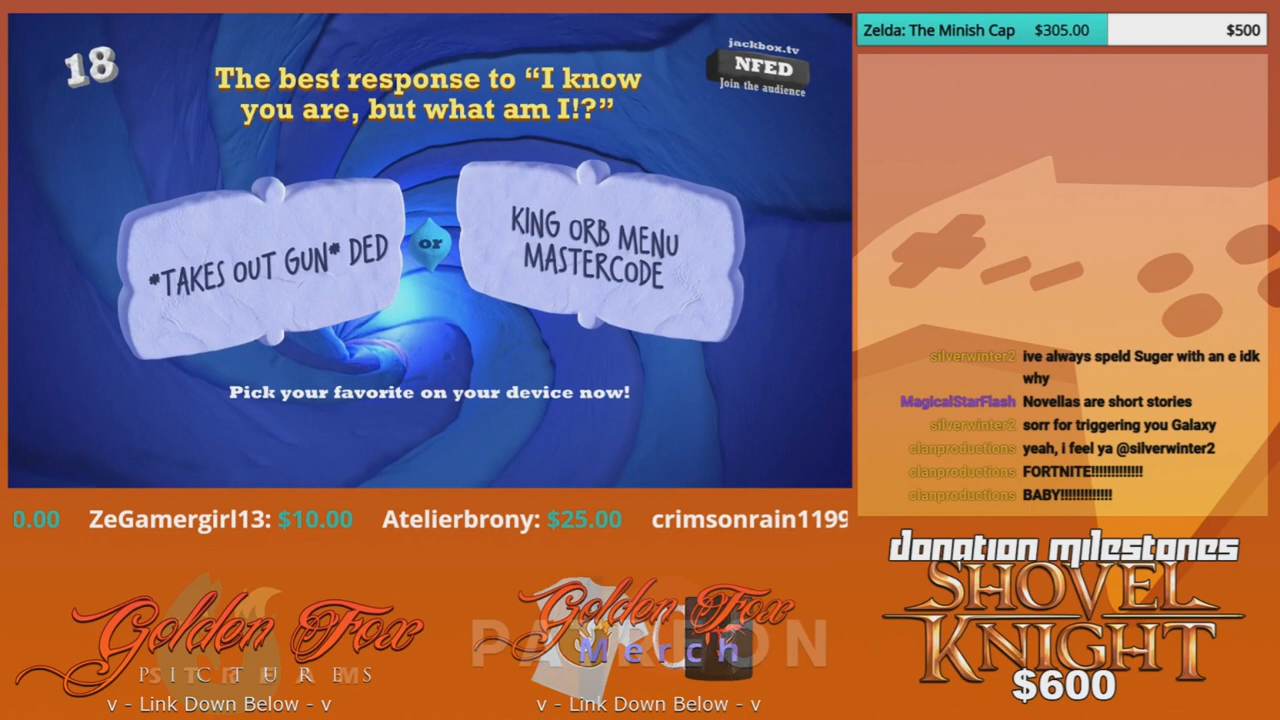 18
The best response to “I know
you are, but what am I!?”
jackbox.tv
NFED
Join the audience
*TAKES OUT GUN* DED
or
KING ORB MENU
MASTERCODE
Pick your favorite on your device now!
Zelda: The Minish Cap $305.00 $500
silverwinter2 ive always speld Suger with an e idk
why
MagicalStarFlash Novellas are short stories
silverwinter2 sorr for triggering you Galaxy
clanproductions yeah, i feel ya @silverwinter2
clanproductions FORTNITE!!!!!!!!!!!!!
clanproductions BABY!!!!!!!!!!!!!
0.00 ZeGamergirl13: $10.00 Atelierbrony: $25.00 crimsonrain1199
Golden Fox
PICTURES
v - Link Down Below - v
Golden Fox
PATREON
Merch
v - Link Down Below - v
DONATION MILESTONES
SHOVEL
KNIGHT
$600